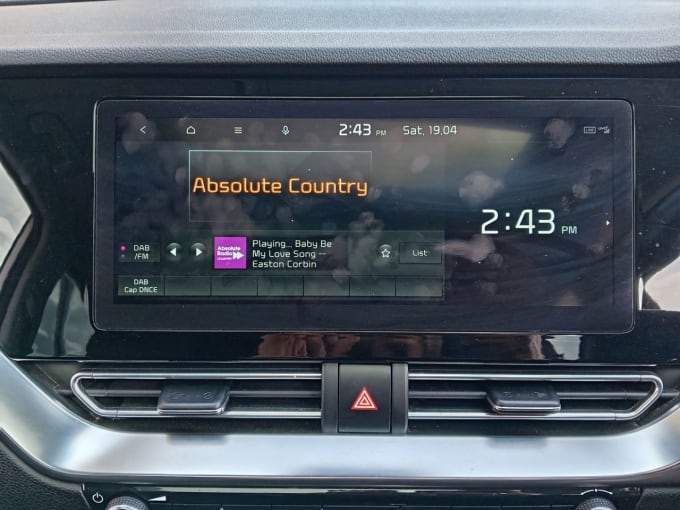 2:43 PM
Sat, 19.04
Absolute Country
2:43 PM
DAB
/FM
Absolute
Radio
COUNTRY
Playing... Baby Be
My Love Song --
Easton Corbin
List
DAB
Cap DNCE